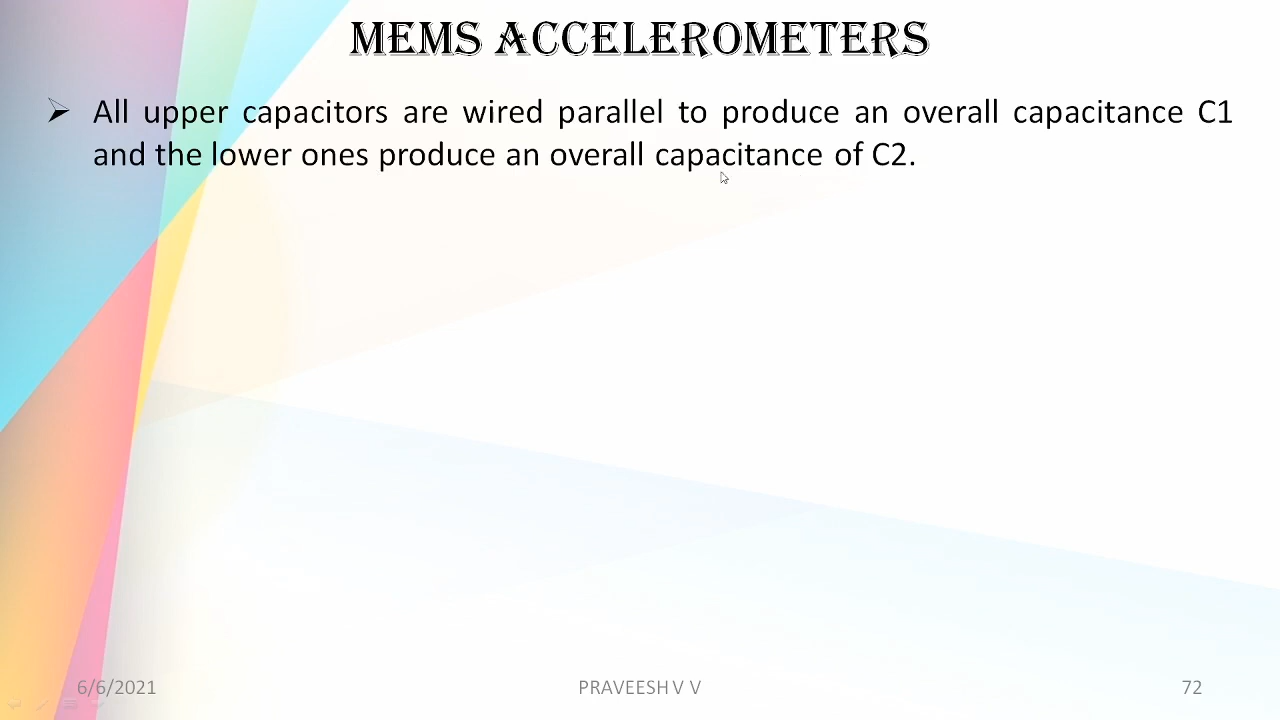 MEMS ACCELEROMETERS
➢ All upper capacitors are wired parallel to produce an overall capacitance C1
and the lower ones produce an overall capacitance of C2.
6/6/2021 PRAVEESH V V 72